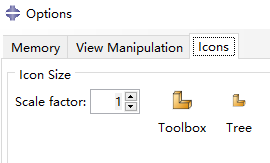 Options
Memory View Manipulation Icons
Icon Size
Scale factor: 1
Toolbox Tree